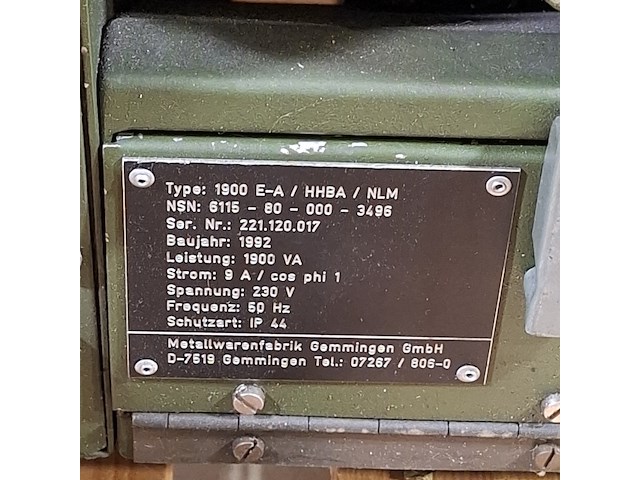 Type: 1900 E-A / HHBA / NLM
NSN: 6115 - 80 - 000 - 3496
Ser. Nr.: 221.120.017
Baujahr: 1992
Leistung: 1900 VA
Strom: 9 A / cos phi 1
Spannung: 230 V
Frequenz: 50 Hz
Schutzart: IP 44
Metallwarenfabrik Gemmingen GmbH
D-7519 Gemmingen Tel.: 07267 / 806-0